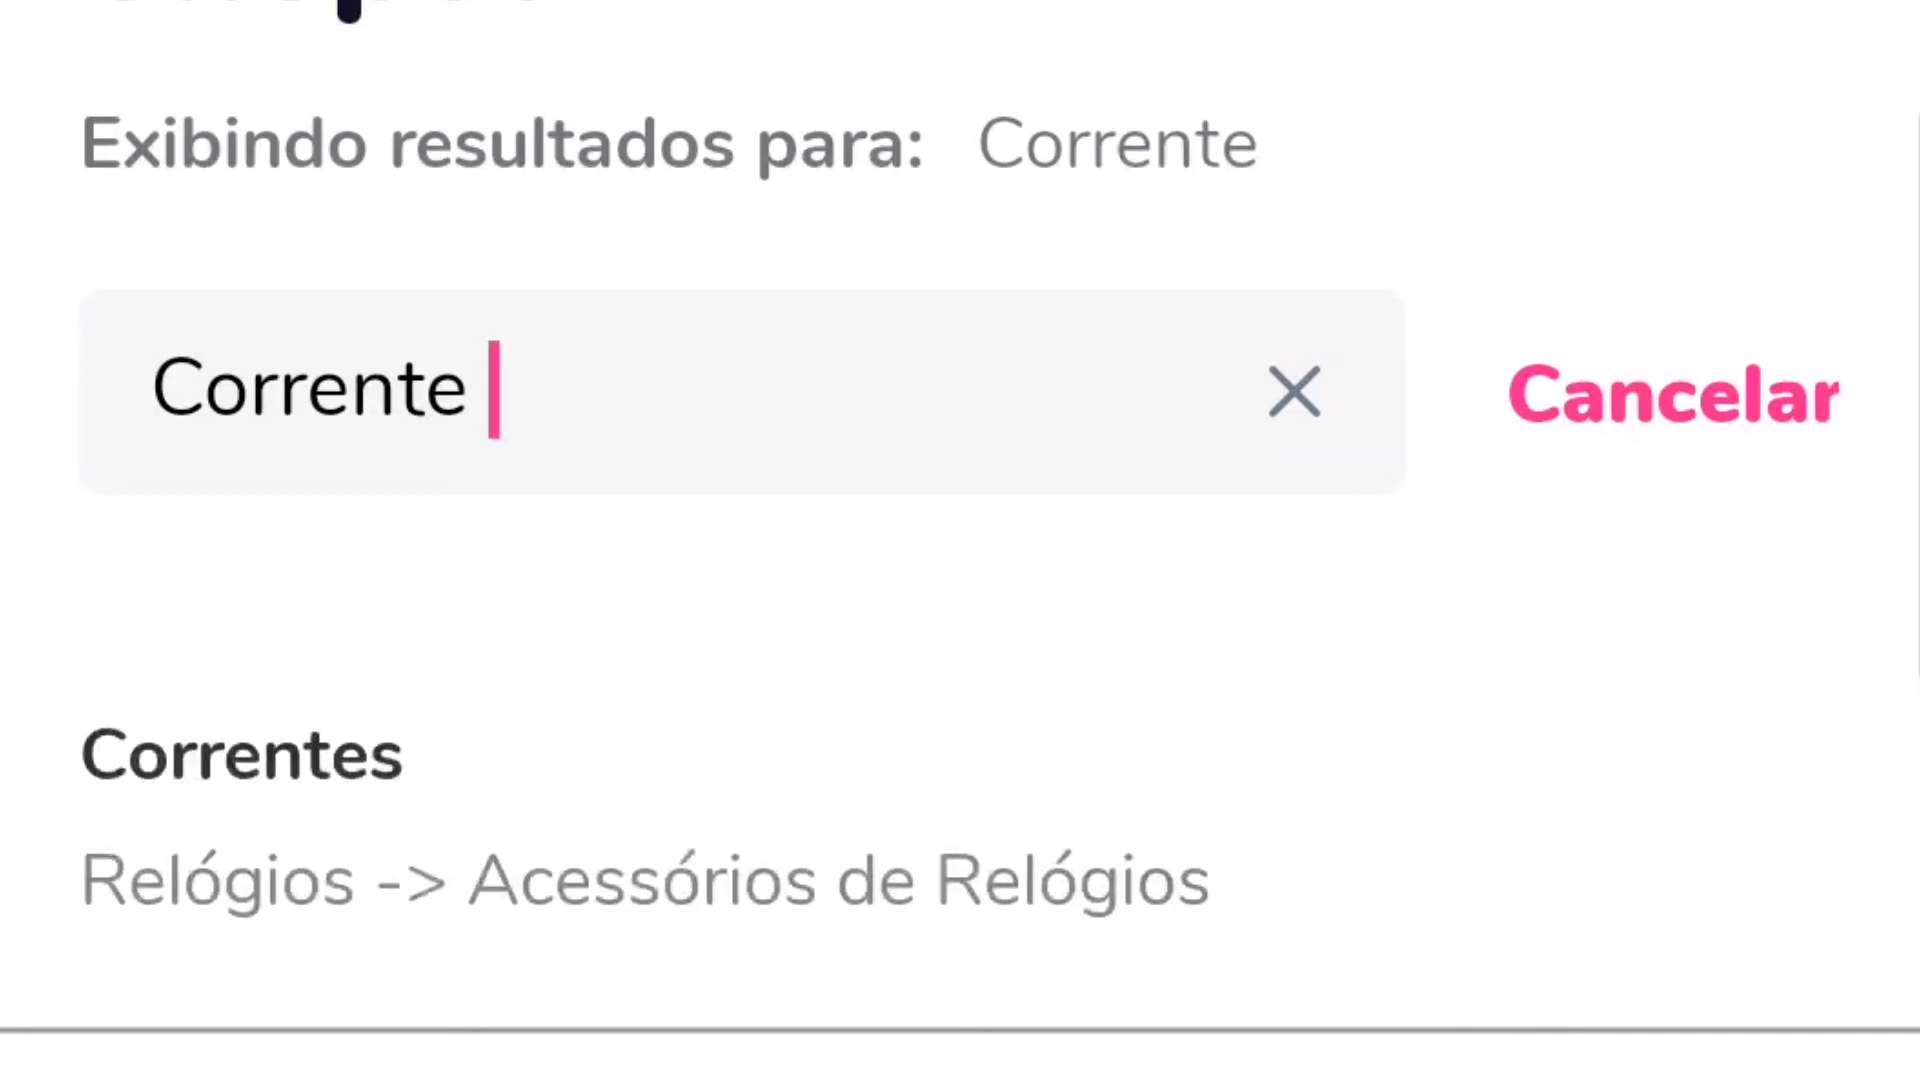 Exibindo resultados para: Corrente
Corrente
Cancelar
Correntes
Relógios -> Acessórios de Relógios